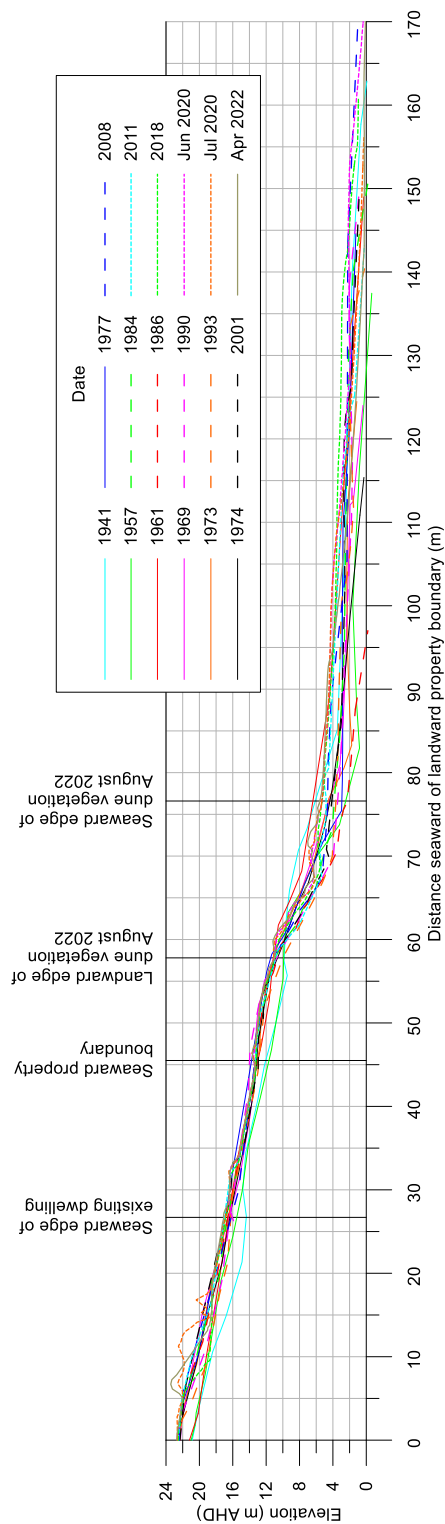 Date
1941
1957
1961
1969
1973
1974
1977
1984
1986
1990
1993
2001
2008
2011
2018
Jun 2020
Jul 2020
Apr 2022
Seaward edge of
existing dwelling
Seaward property
boundary
Landward edge of
dune vegetation
August 2022
Seaward edge of
dune vegetation
August 2022
Elevation (m AHD)
24
20
16
12
8
4
0
0
10
20
30
40
50
60
70
80
90
100
110
120
130
140
150
160
170
Distance seaward of landward property boundary (m)